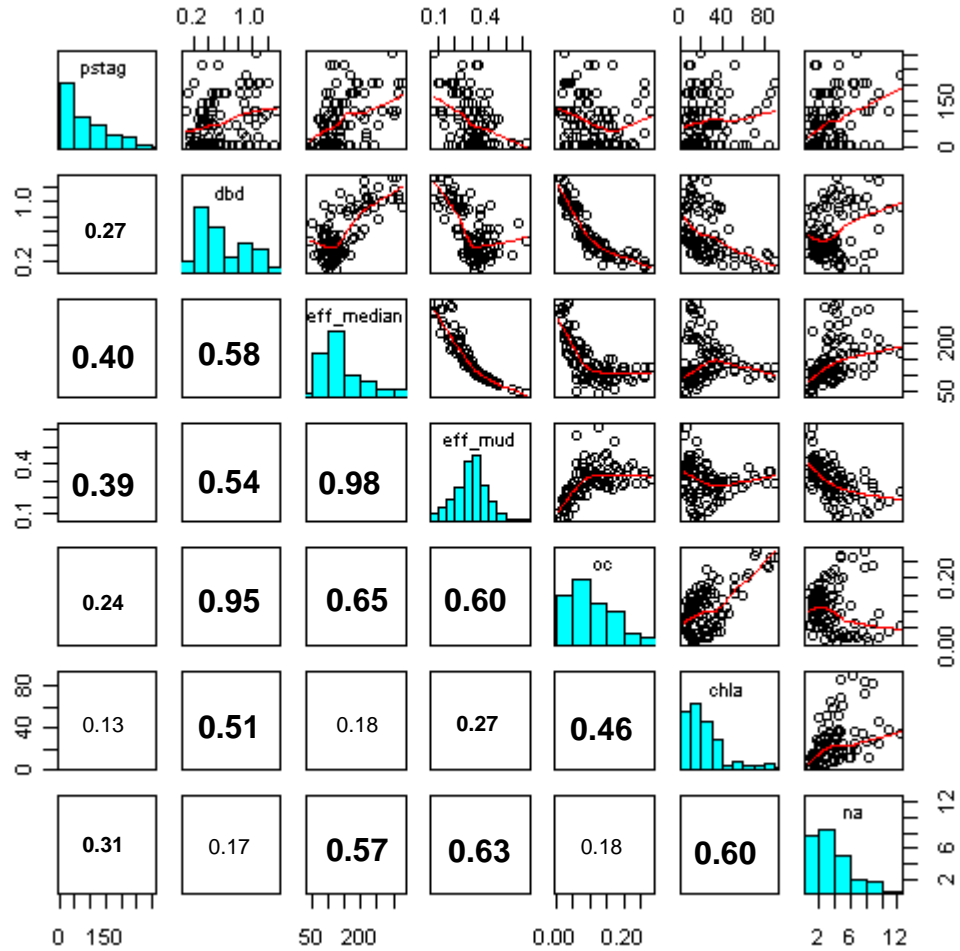 0.2 1.0 0.1 0.4 0 40 80
pstag
0 150
dbd
0.2 1.0
0.27
eff_median
0.40 0.58
50 200
eff_mud
0.1 0.4
0.39 0.54 0.98
oc
0.24 0.95 0.65 0.60
0.00 0.20
chla
0 40 80
0.13 0.51 0.18 0.27 0.46
na
0.31 0.17 0.57 0.63 0.18 0.60
2 6 12
0 150 50 200 0.00 0.20 2 6 12